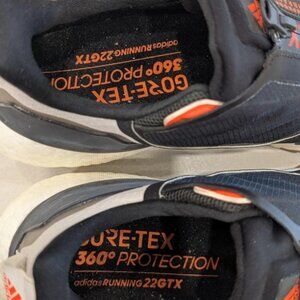 GORE-TEX
360° PROTECTION
adidas RUNNING 22GTX
GORE-TEX
360° PROTECTION
adidas RUNNING 22GTX